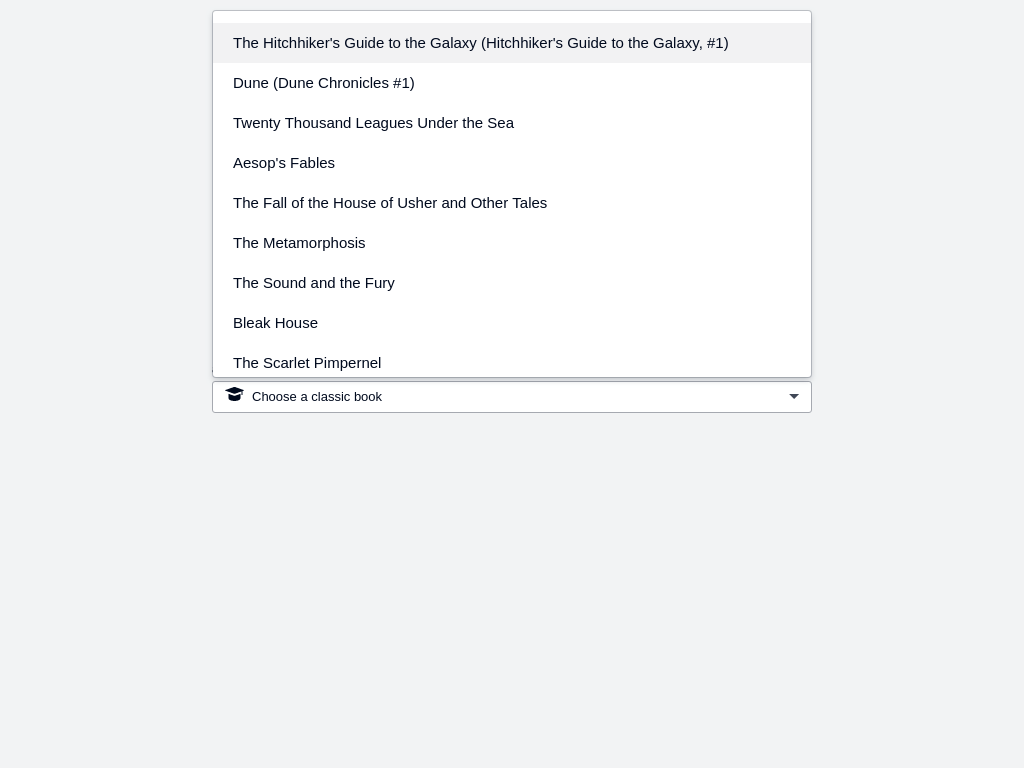 The Hitchhiker's Guide to the Galaxy (Hitchhiker's Guide to the Galaxy, #1)
Dune (Dune Chronicles #1)
Twenty Thousand Leagues Under the Sea
Aesop's Fables
The Fall of the House of Usher and Other Tales
The Metamorphosis
The Sound and the Fury
Bleak House
The Scarlet Pimpernel
Choose a classic book